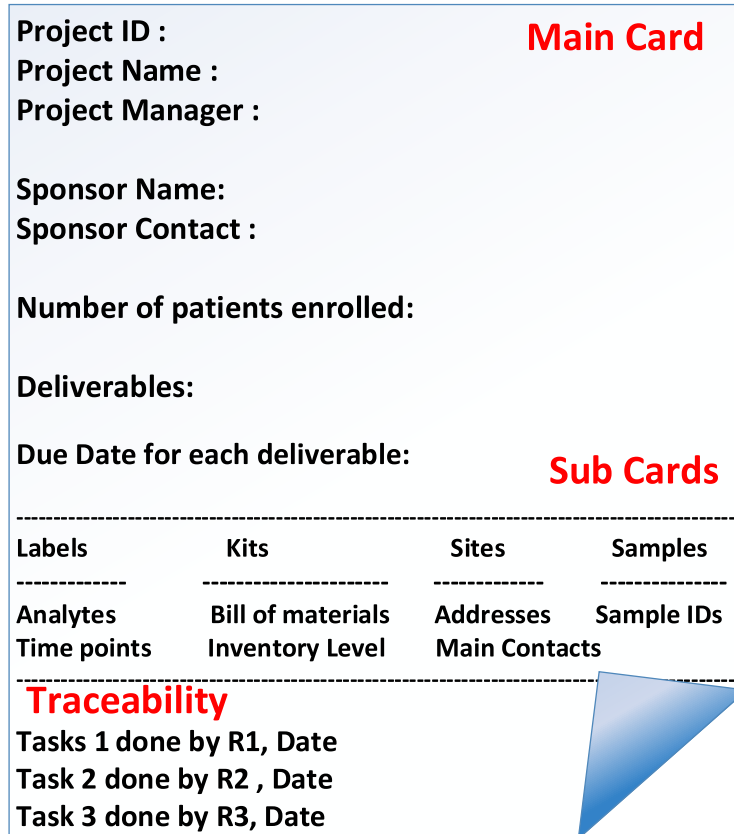 Project ID :
Main Card
Project Name :
Project Manager :
Sponsor Name:
Sponsor Contact :
Number of patients enrolled:
Deliverables:
Due Date for each deliverable:
Sub Cards
Labels Kits Sites Samples
Analytes Bill of materials Addresses Sample IDs
Time points Inventory Level Main Contacts
Traceability
Tasks 1 done by R1, Date
Task 2 done by R2 , Date
Task 3 done by R3, Date